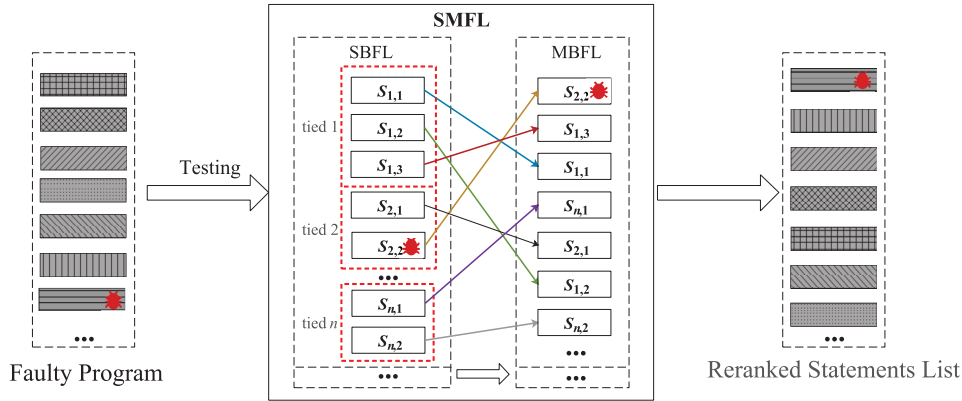 SMFL
SBFL
MBFL
tied 1
S1,1
S1,2
S1,3
tied 2
S2,1
S2,2
...
tied n
Sn,1
Sn,2
...
S2,2
S1,3
S1,1
Sn,1
S2,1
S1,2
Sn,2
...
...
Testing
...
Faulty Program
...
Reranked Statements List